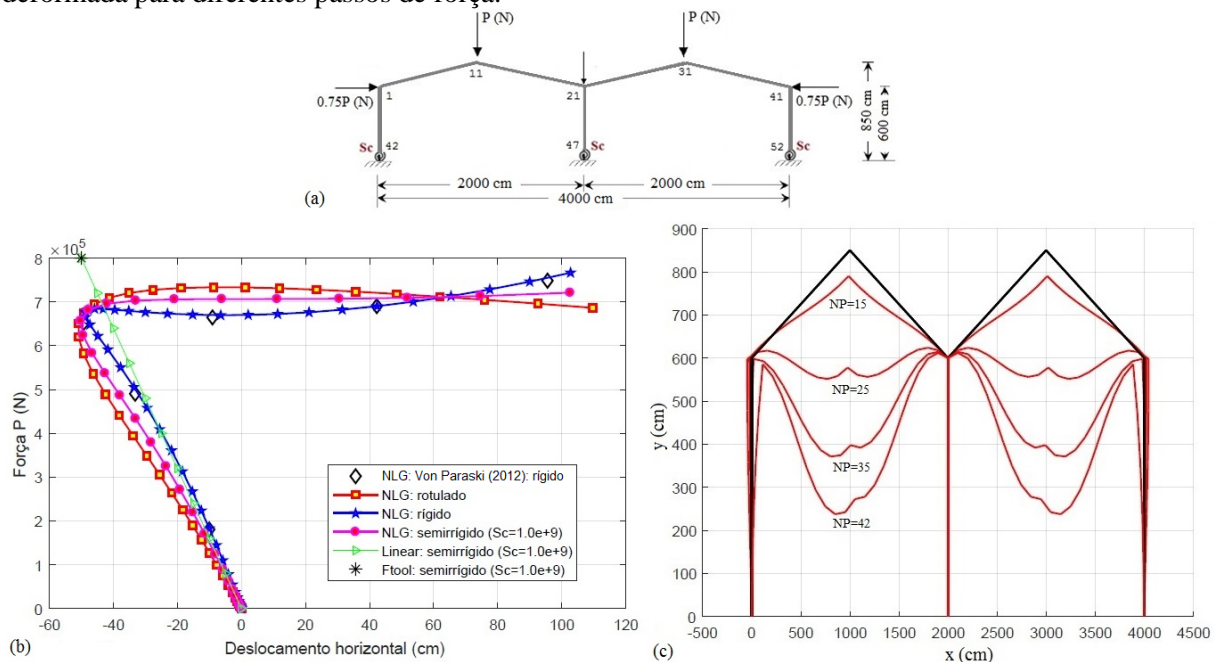 deformada para diferentes passos de força.
P (N)
P (N)
11
31
0.75P (N)
1
21
41
0.75P (N)
Sc
42
47
52
Sc
850 cm
600 cm
(a)
2000 cm
2000 cm
4000 cm
×10⁵
8
7
6
5
4
3
2
1
0
Força P (N)
-60
-40
-20
0
20
40
60
80
100
120
Deslocamento horizontal (cm)
(b)
NLG: Von Paraski (2012): rígido
NLG: rotulado
NLG: rígido
NLG: semirrígido (Sc=1.0e+9)
Linear: semirrígido (Sc=1.0e+9)
Ftool: semirrígido (Sc=1.0e+9)
900
800
700
600
500
400
300
200
100
0
y (cm)
NP=15
NP=25
NP=35
NP=42
-500
0
500
1000
1500
2000
2500
3000
3500
4000
4500
x (cm)
(c)